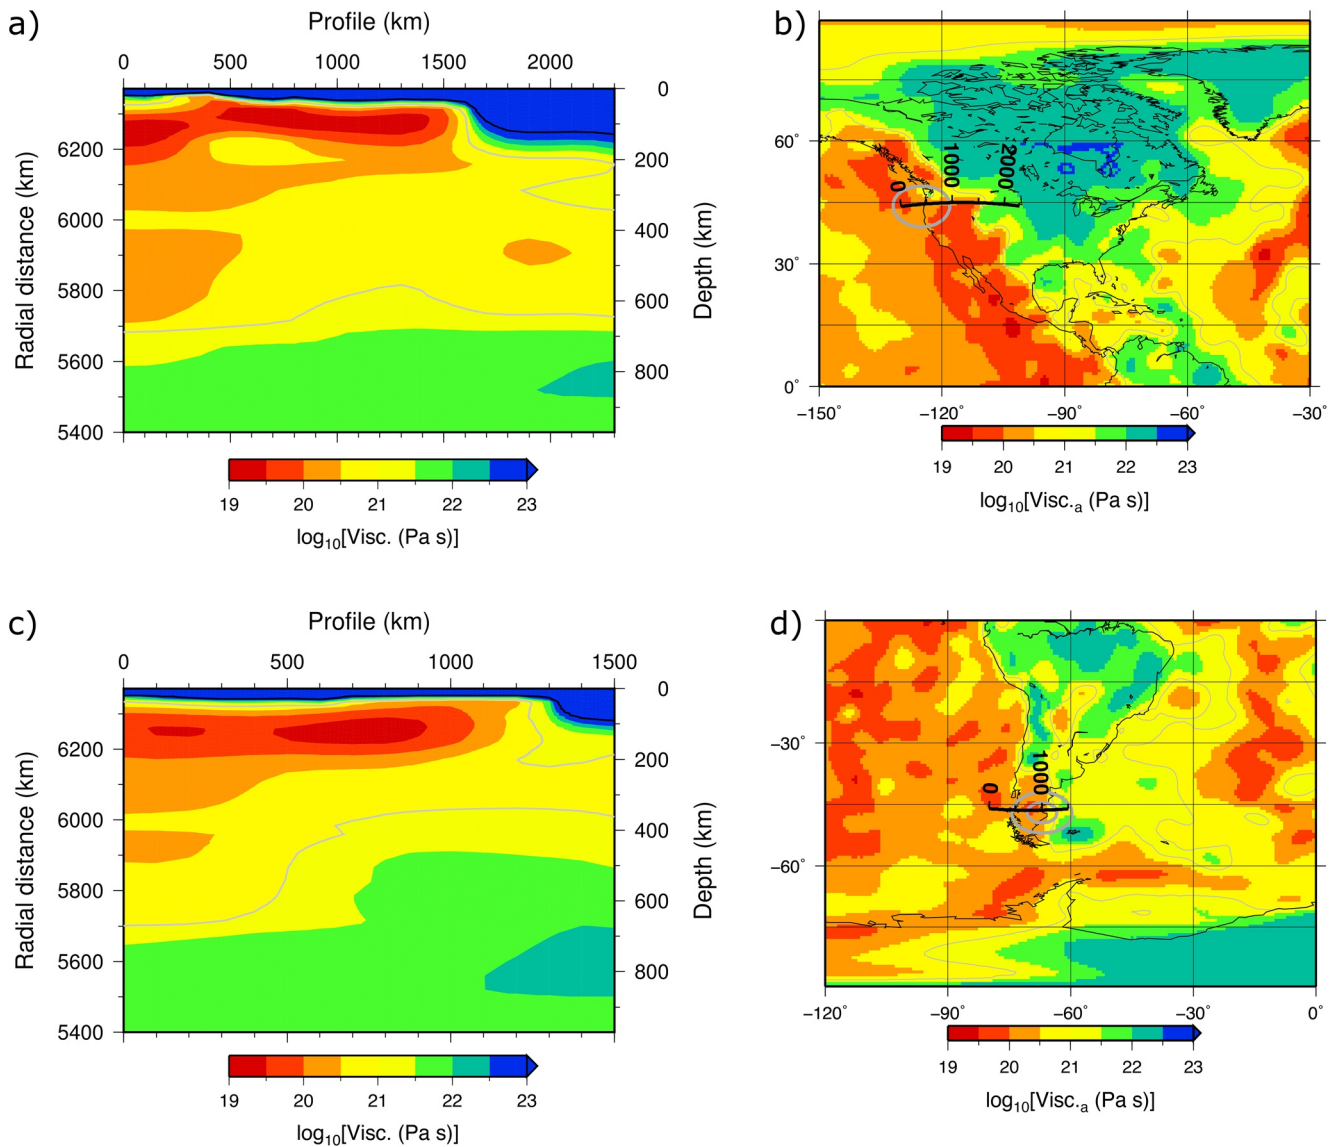 a)
Profile (km)
0 500 1000 1500 2000
0
200
400
600
800
Depth (km)
6200
6000
5800
5600
5400
Radial distance (km)
19 20 21 22 23
log10[Visc. (Pa s)]
b)
60°
30°
0°
−150° −120° −90° −60° −30°
0 1000 2000
19 20 21 22 23
log10[Visc.a (Pa s)]
c)
Profile (km)
0 500 1000 1500
0
200
400
600
800
Depth (km)
6200
6000
5800
5600
5400
Radial distance (km)
19 20 21 22 23
log10[Visc. (Pa s)]
d)
−30°
−60°
−120° −90° −60° −30° 0°
0 1000
19 20 21 22 23
log10[Visc.a (Pa s)]